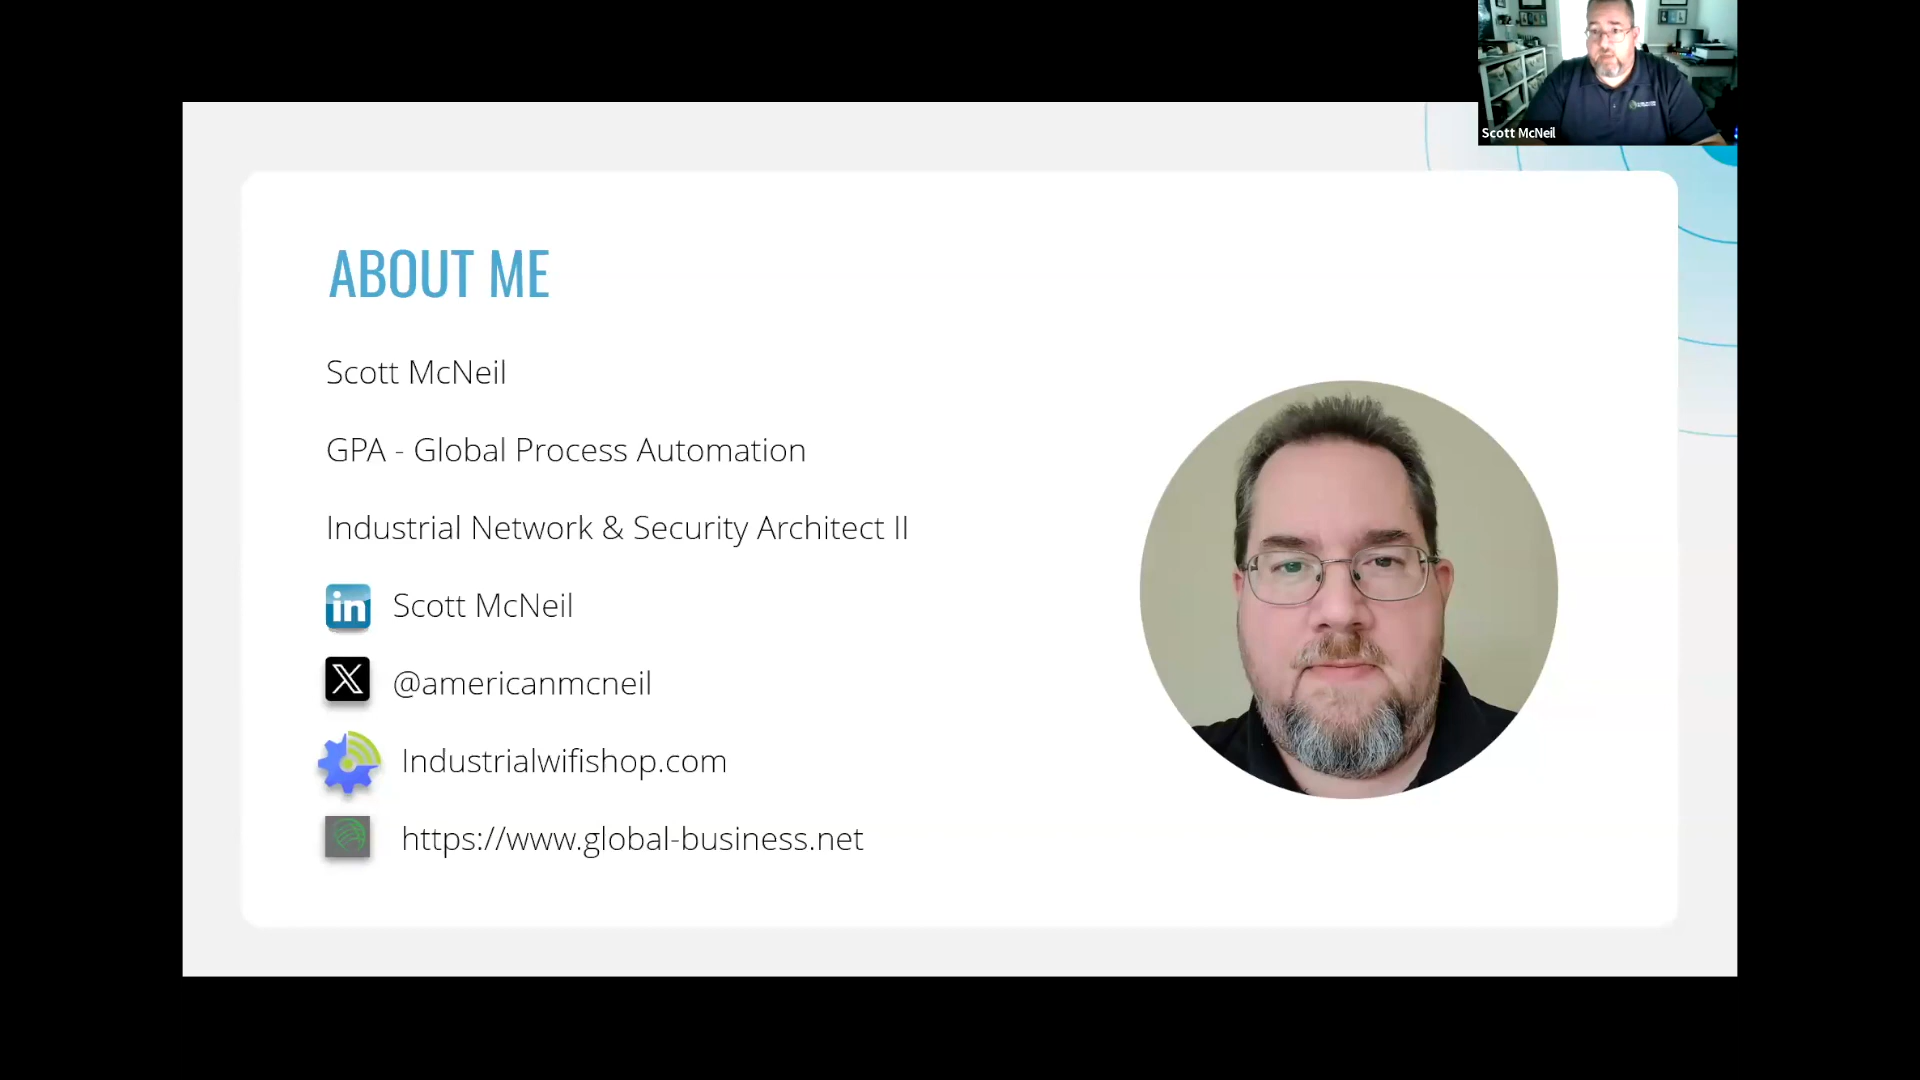 Scott McNeil
ABOUT ME
Scott McNeil
GPA - Global Process Automation
Industrial Network & Security Architect II
in Scott McNeil
X @americanmcneil
Industrialwifishop.com
https://www.global-business.net